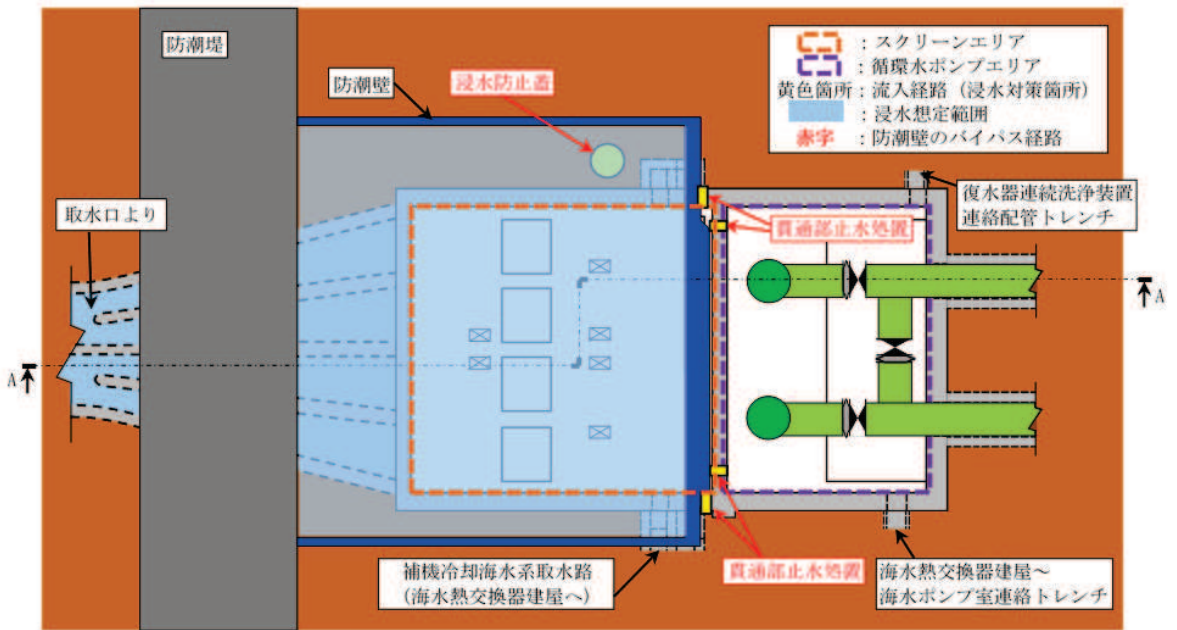 防潮堤
防潮壁
浸水防止蓋
：スクリーンエリア
：循環水ポンプエリア
黄色箇所：流入経路（浸水対策箇所）
：浸水想定範囲
赤字：防潮壁のバイパス経路
取水口より
復水器連続洗浄装置
連絡配管トレンチ
貫通部止水処置
A
A
補機冷却海水系取水路
(海水熱交換器建屋へ)
貫通部止水処置
海水熱交換器建屋～
海水ポンプ室連絡トレンチ